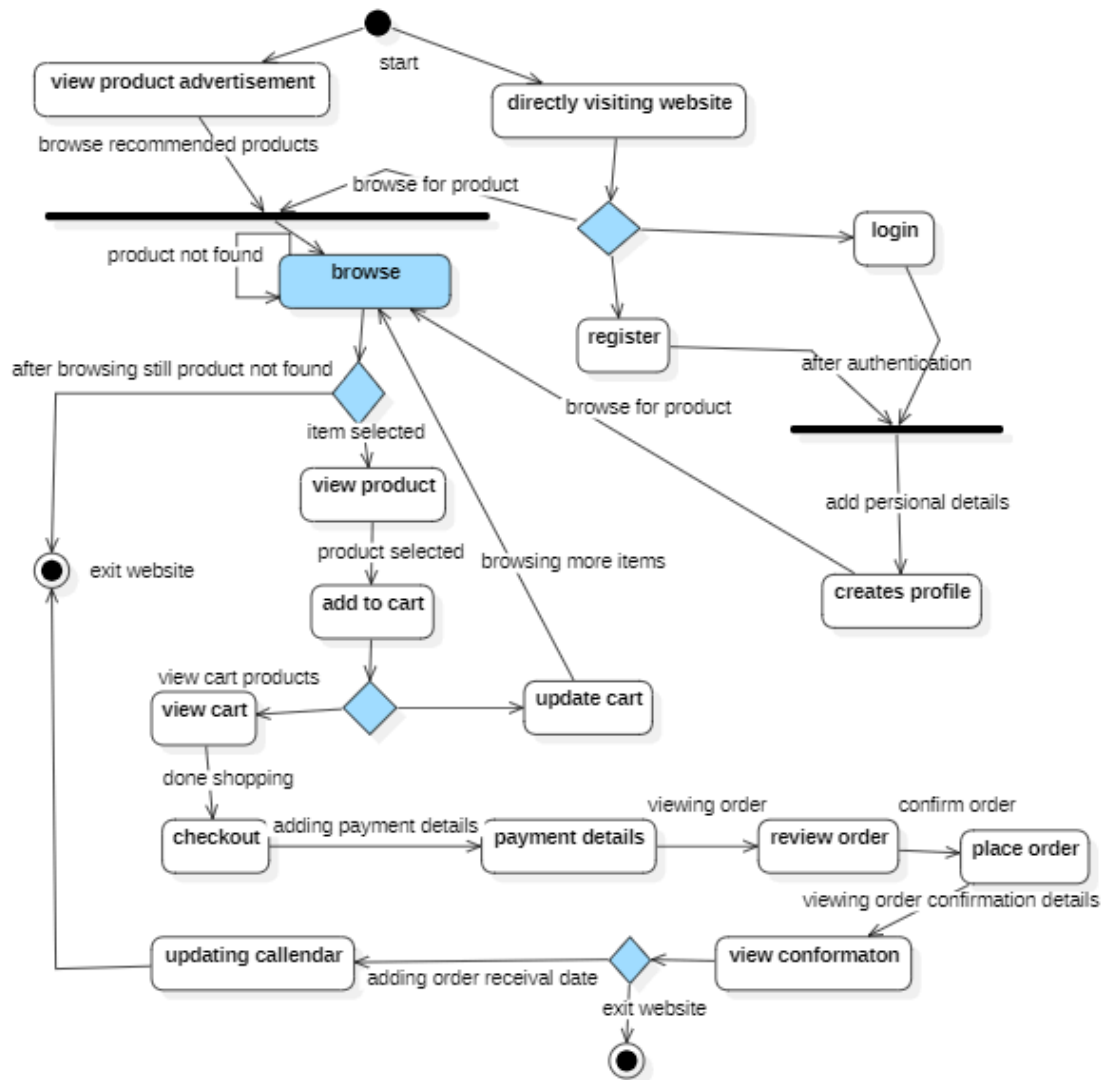 start
view product advertisement
directly visiting website
browse recommended products
browse for product
login
product not found
browse
register
after browsing still product not found
after authentication
browse for product
item selected
view product
add persional details
product selected
browsing more items
exit website
add to cart
creates profile
view cart products
view cart
update cart
done shopping
viewing order
confirm order
checkout
adding payment details
payment details
review order
place order
viewing order confirmation details
updating callendar
view conformaton
adding order receival date
exit website